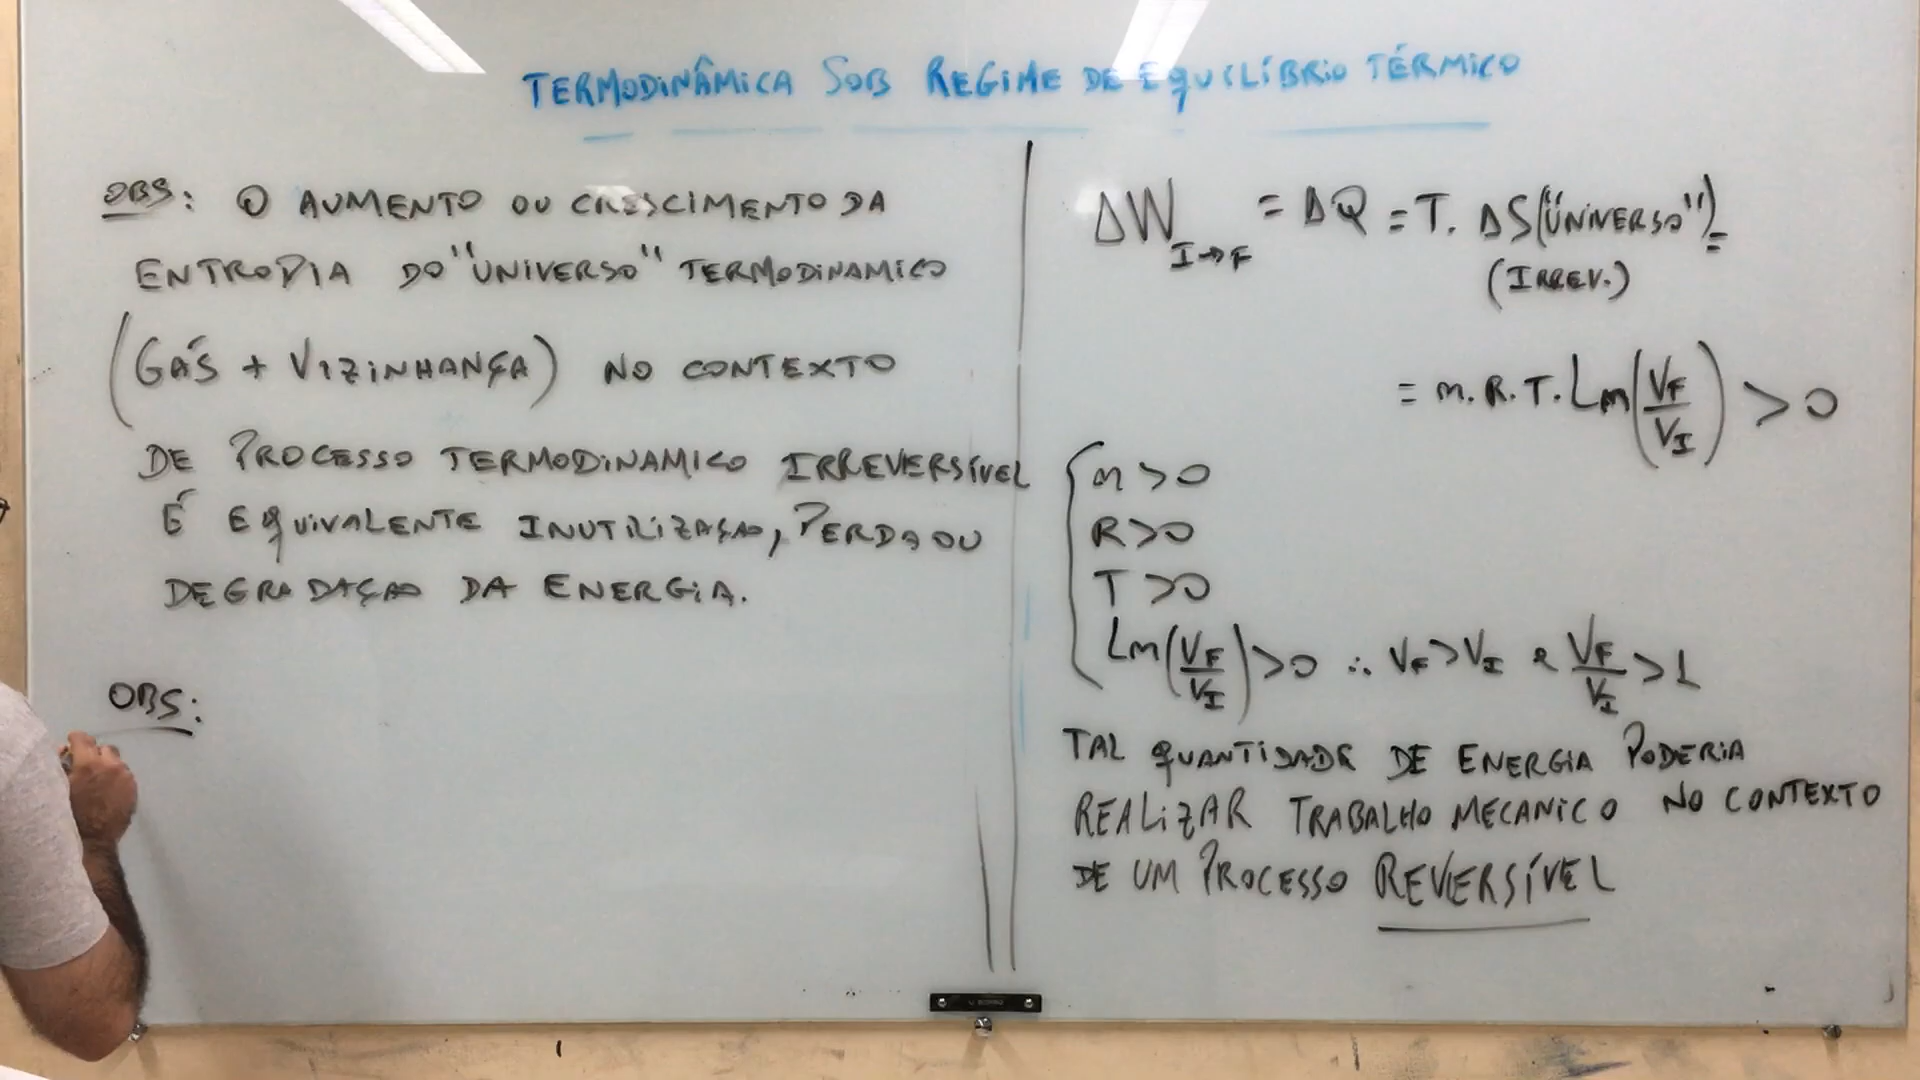 TERMODINÂMICA SOB REGIME DE EQUILÍBRIO TÉRMICO
OBS: O AUMENTO OU CRESCIMENTO DA
ENTROPIA DO "UNIVERSO" TERMODINAMICO
(GÁS + VIZINHANÇA) NO CONTEXTO
DE PROCESSO TERMODINAMICO IRREVERSÍVEL
É EQUIVALENTE INUTILIZAÇÃO, PERDA OU
DEGRADAÇÃO DA ENERGIA.
OBS:
ΔW I→F = ΔQ = T. ΔS("UNIVERSO") =
(IRREV.)
= n.R.T.Ln(VF/VI) > 0
n > 0
R > 0
T > 0
Ln(VF/VI) > 0 ∴ VF > VI e VF/VI > 1
TAL QUANTIDADE DE ENERGIA PODERIA
REALIZAR TRABALHO MECANICO NO CONTEXTO
DE UM PROCESSO REVERSÍVEL